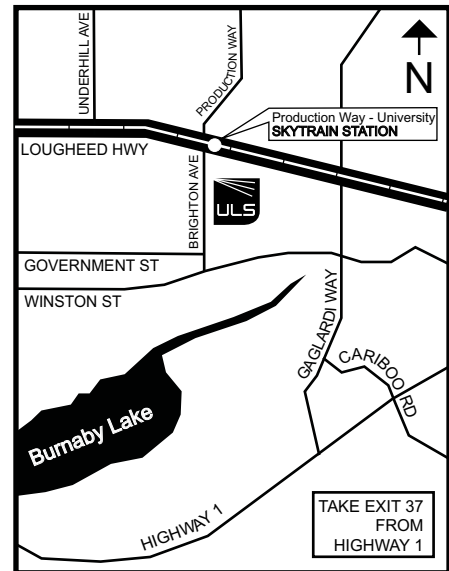 UNDERHILL AVE
PRODUCTION WAY
N
Production Way - University
SKYTRAIN STATION
LOUGHEED HWY
BRIGHTON AVE
ULS
GOVERNMENT ST
WINSTON ST
GAGLARDI WAY
CARIBOO RD
Burnaby Lake
HIGHWAY 1
TAKE EXIT 37
FROM
HIGHWAY 1